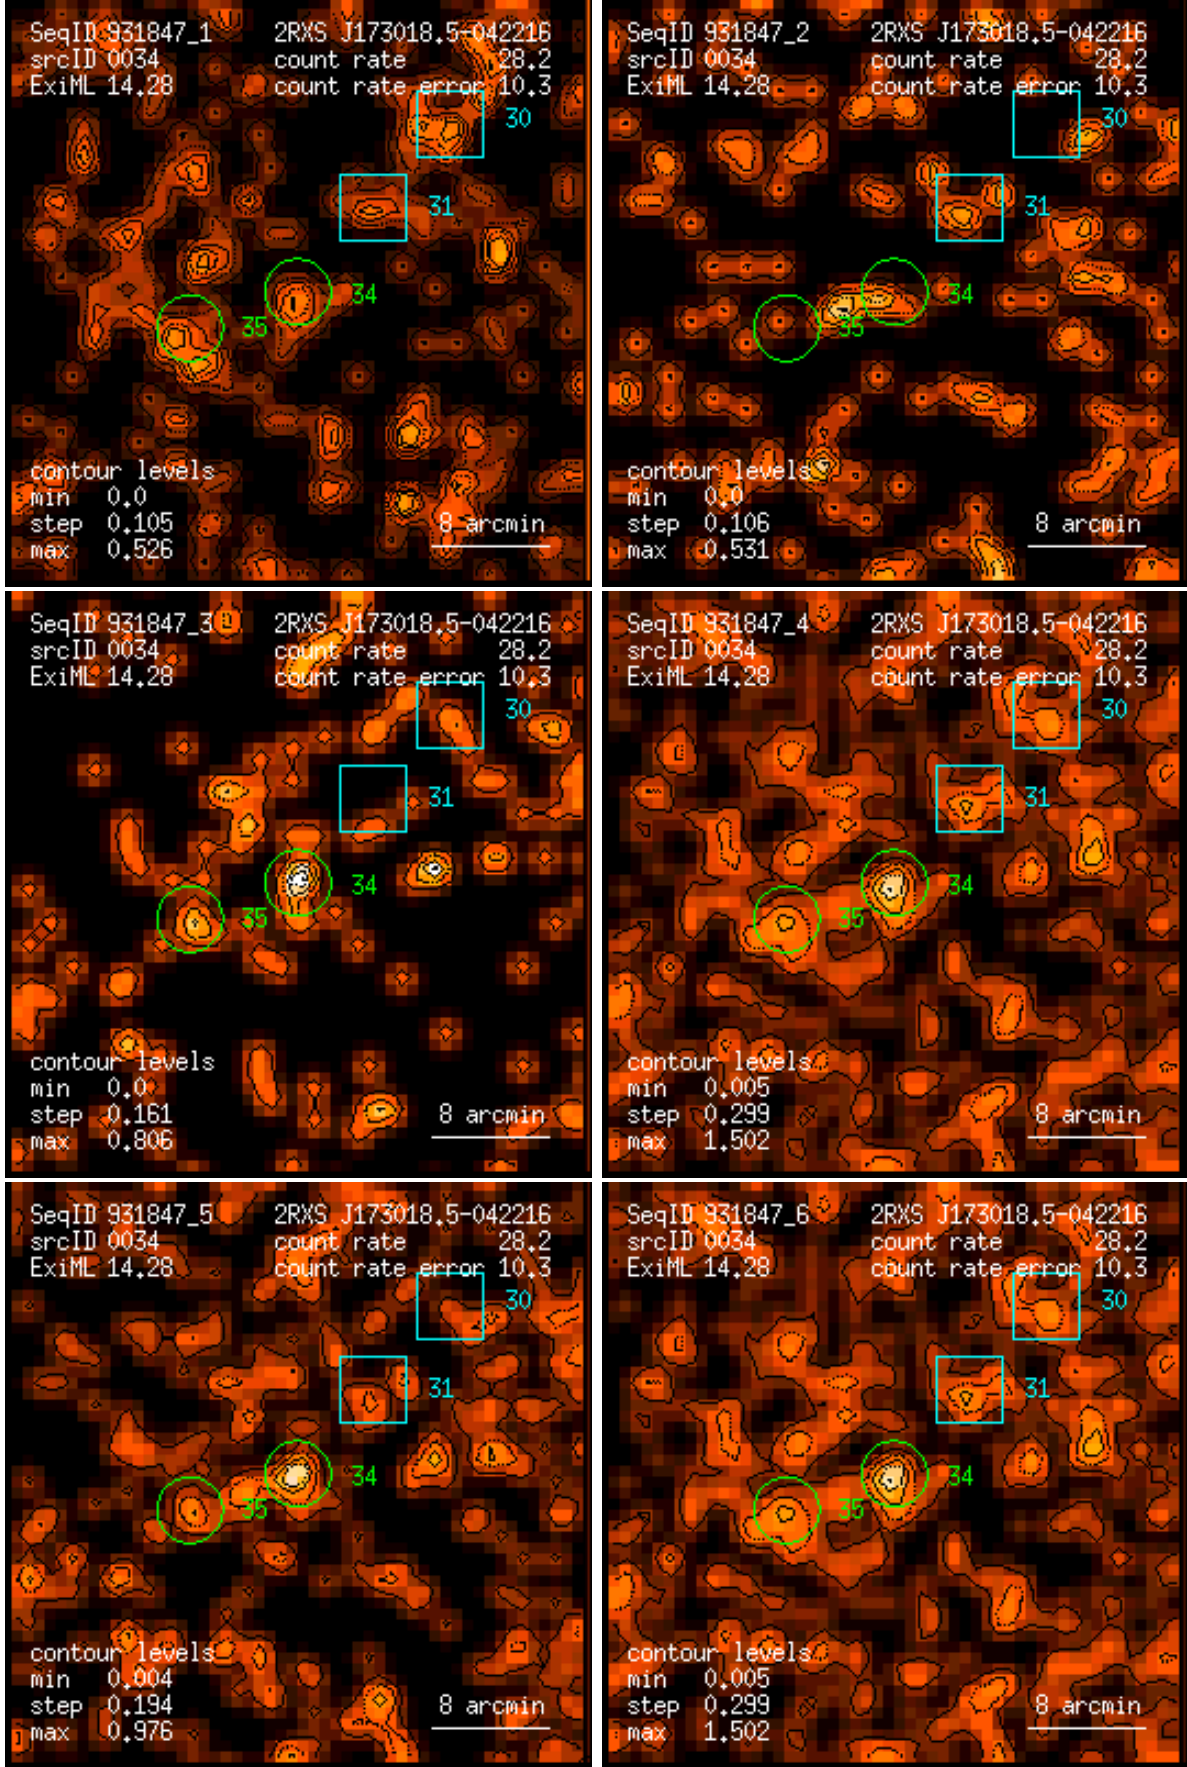 SeqID 931847_1 2RXS J173018.5-042216
srcID 0034 count rate 28.2
ExiML 14.28 count rate error 10.3
30
31
34
35
contour levels
min 0.0
step 0.105
max 0.526
8 arcmin
SeqID 931847_2 2RXS J173018.5-042216
srcID 0034 count rate 28.2
ExiML 14.28 count rate error 10.3
30
31
34
35
contour levels
min 0.0
step 0.106
max 0.531
8 arcmin
SeqID 931847_3 2RXS J173018.5-042216
srcID 0034 count rate 28.2
ExiML 14.28 count rate error 10.3
30
31
34
35
contour levels
min 0.0
step 0.161
max 0.806
8 arcmin
SeqID 931847_4 2RXS J173018.5-042216
srcID 0034 count rate 28.2
ExiML 14.28 count rate error 10.3
30
31
34
35
contour levels
min 0.005
step 0.299
max 1.502
8 arcmin
SeqID 931847_5 2RXS J173018.5-042216
srcID 0034 count rate 28.2
ExiML 14.28 count rate error 10.3
30
31
34
35
contour levels
min 0.004
step 0.194
max 0.976
8 arcmin
SeqID 931847_6 2RXS J173018.5-042216
srcID 0034 count rate 28.2
ExiML 14.28 count rate error 10.3
30
31
34
35
contour levels
min 0.005
step 0.299
max 1.502
8 arcmin